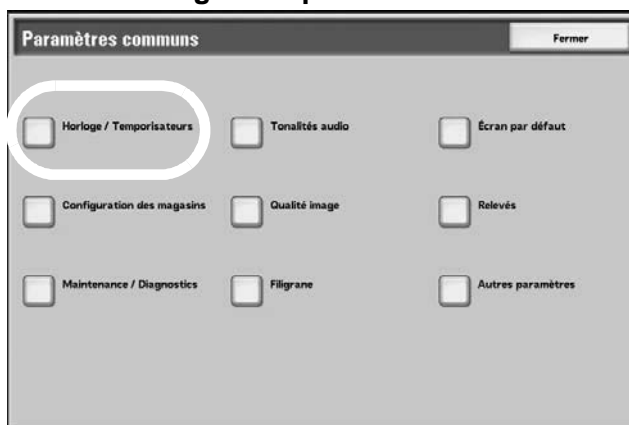 Paramètres communs
Fermer
Horloge / Temporisateurs
Tonalités audio
Écran par défaut
Configuration des magasins
Qualité image
Relevés
Maintenance / Diagnostics
Filigrane
Autres paramètres